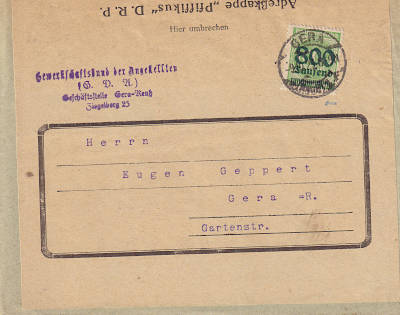 Adreßkappe „Pfiffikus" D. R. P.
Hier umbrechen
Gewerkschaftsbund der Angestellten
(G. D. A.)
Geschäftsstelle Gera-Reuß
Ziegelberg 25
GERA
800
Tausend
Herrn
Eugen Geppert
Gera =R.
Gartenstr.